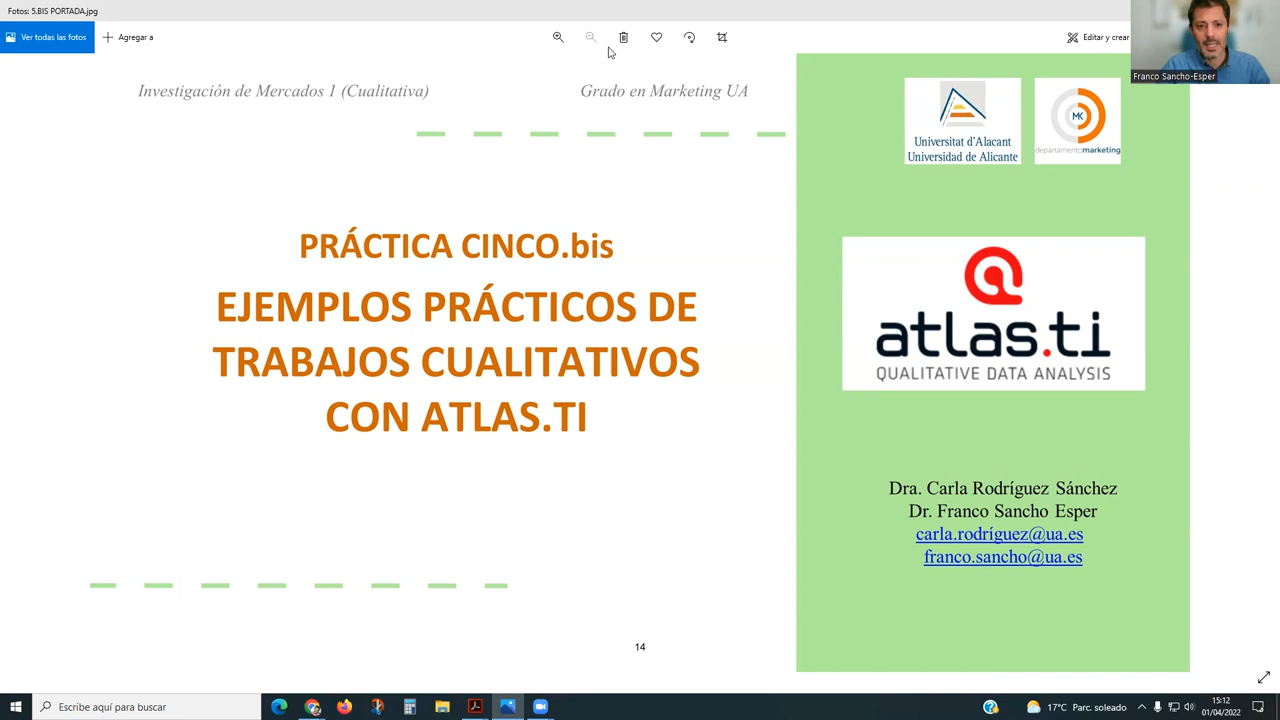 Fotos: 5.BIS PORTADA.jpg
Ver todas las fotos
Agregar a
Editar y crear
Franco Sancho-Esper
Investigación de Mercados 1 (Cualitativa)
Grado en Marketing UA
Universitat d'Alacant
Universidad de Alicante
MK
departamentomarketing
PRÁCTICA CINCO.bis
EJEMPLOS PRÁCTICOS DE
TRABAJOS CUALITATIVOS
CON ATLAS.TI
atlas.ti
QUALITATIVE DATA ANALYSIS
Dra. Carla Rodríguez Sánchez
Dr. Franco Sancho Esper
carla.rodríguez@ua.es
franco.sancho@ua.es
14
Escribe aquí para buscar
17°C Parc. soleado
15:12
01/04/2022